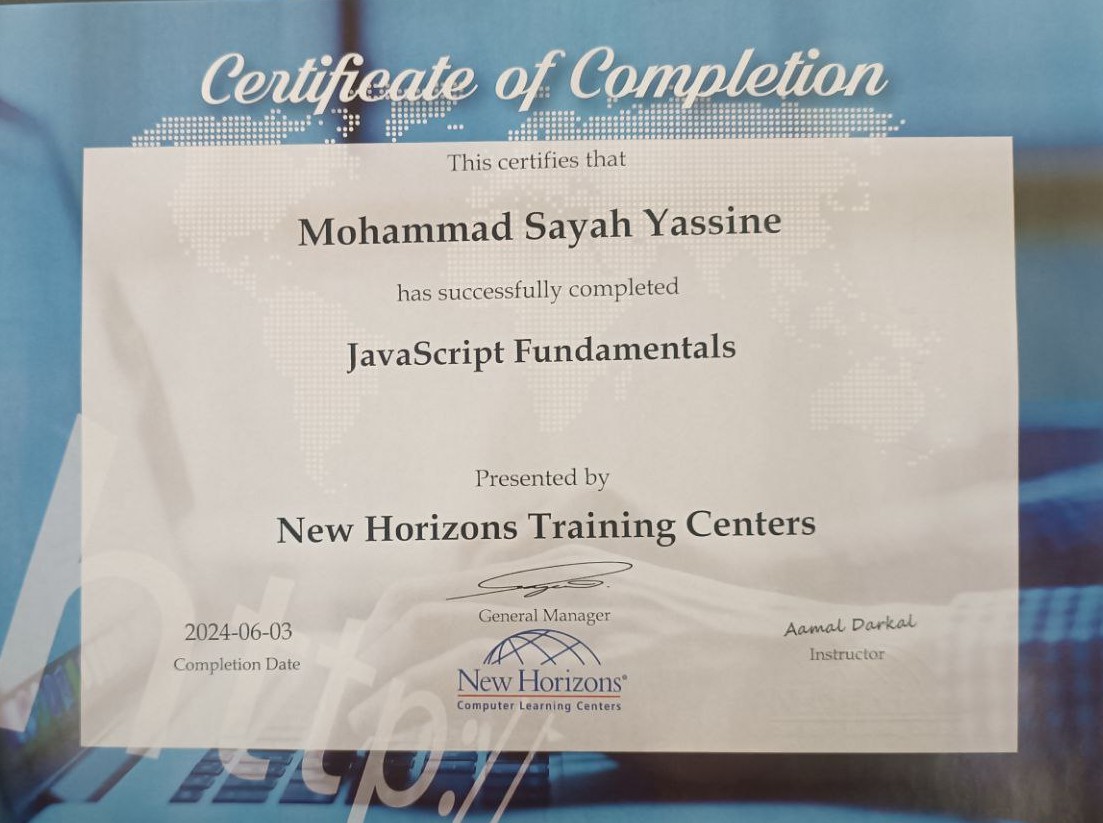 Certificate of Completion
This certifies that
Mohammad Sayah Yassine
has successfully completed
JavaScript Fundamentals
Presented by
New Horizons Training Centers
General Manager
2024-06-03
Completion Date
Aamal Darkal
Instructor
New Horizons®
Computer Learning Centers
http://